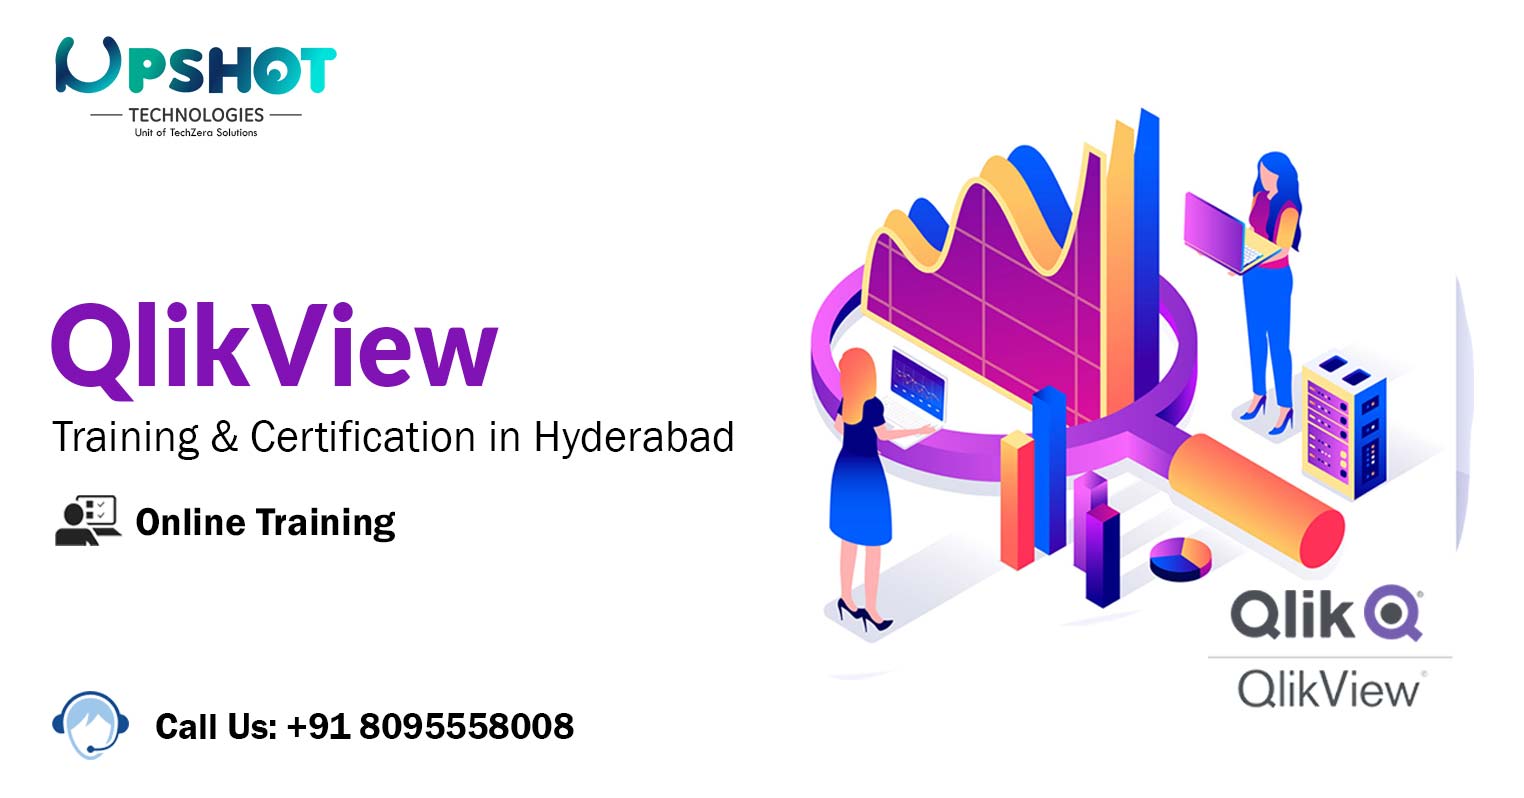 UPSHOT
TECHNOLOGIES
Unit of TechZera Solutions
QlikView
Training & Certification in Hyderabad
Online Training
Call Us: +91 8095558008
Qlik Q®
QlikView®